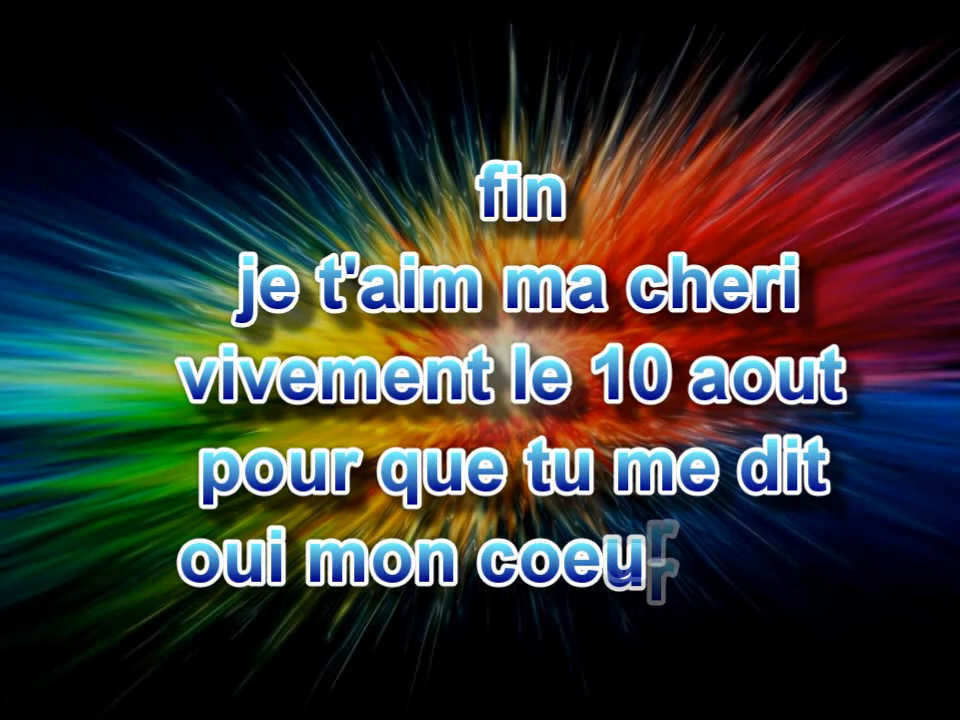 fin
je t'aim ma cheri
vivement le 10 aout
pour que tu me dit
oui mon coeur